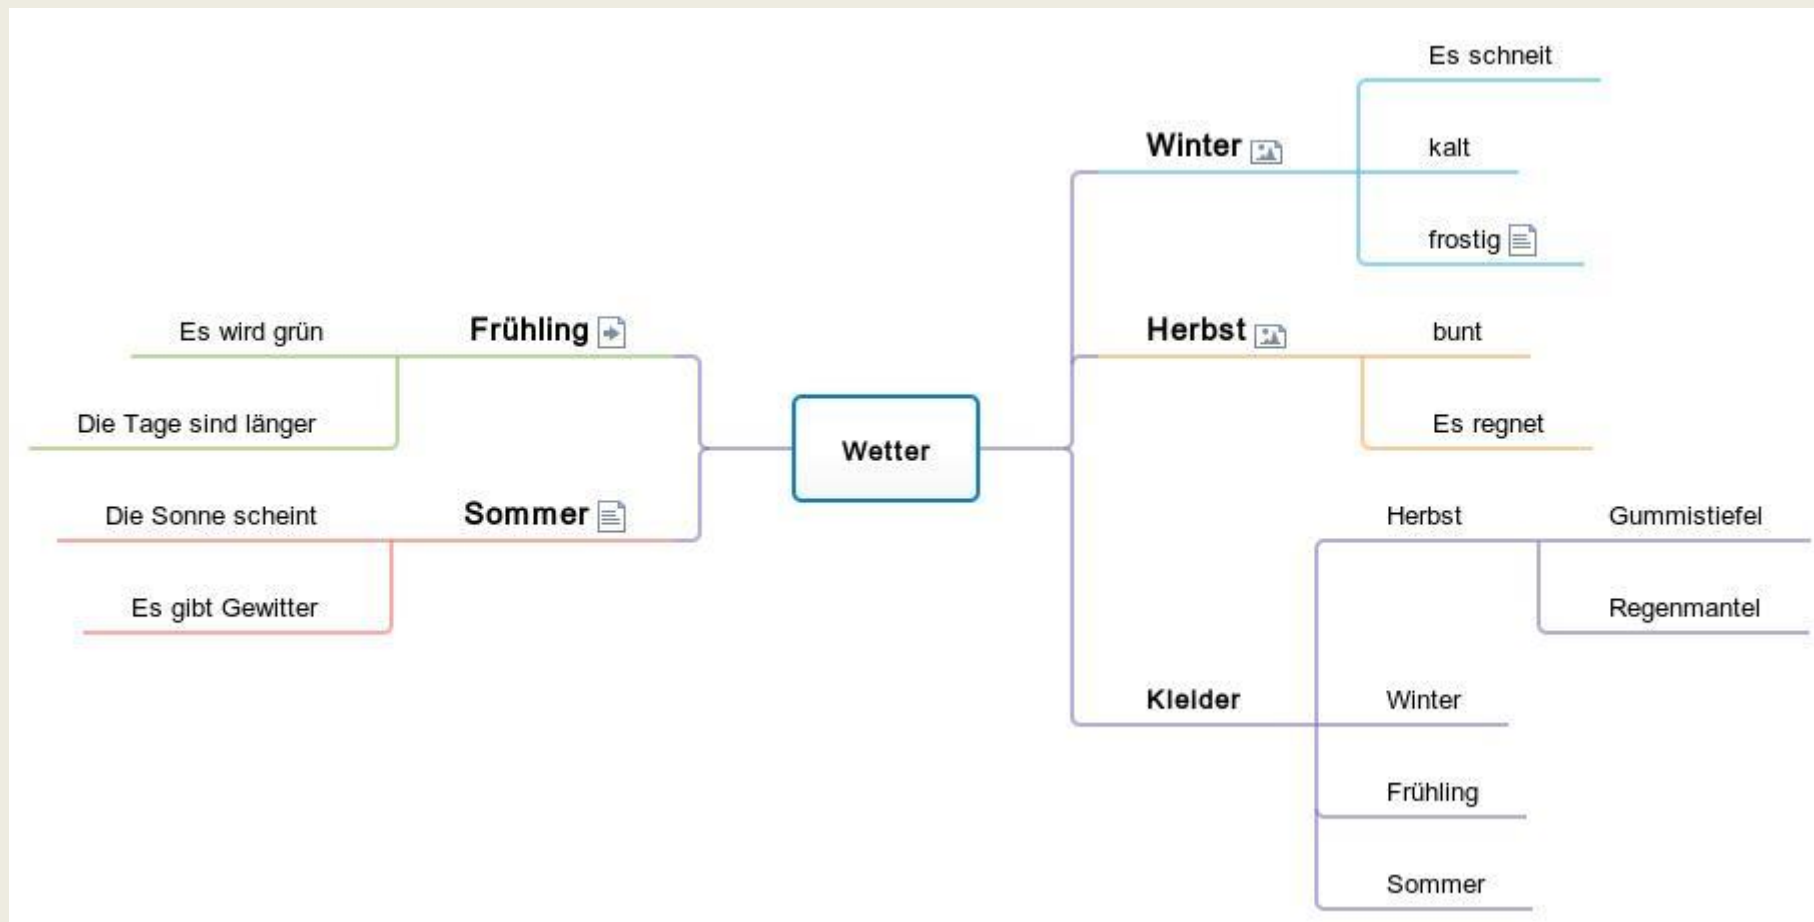 Wetter
Winter
Es schneit
kalt
frostig
Herbst
bunt
Es regnet
Kleider
Herbst
Gummistiefel
Regenmantel
Winter
Frühling
Sommer
Frühling
Es wird grün
Die Tage sind länger
Sommer
Die Sonne scheint
Es gibt Gewitter